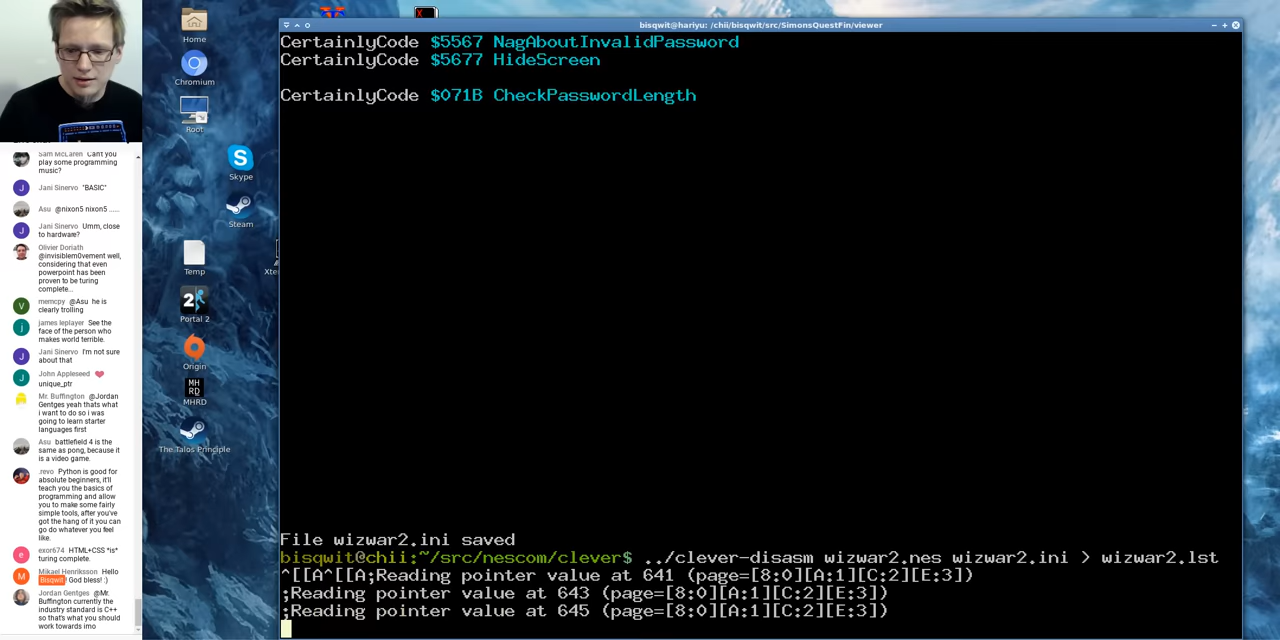 bisqwit@hariyu: /chii/bisqwit/src/SimonsQuestFin/viewer
CertainlyCode $5567 NagAboutInvalidPassword
CertainlyCode $5677 HideScreen
CertainlyCode $071B CheckPasswordLength
File wizwar2.ini saved
bisqwit@chii:~/src/nescom/clever$ ../clever-disasm wizwar2.nes wizwar2.ini > wizwar2.lst
^[[A^[[A;Reading pointer value at 641 (page=[8:0][A:1][C:2][E:3])
;Reading pointer value at 643 (page=[8:0][A:1][C:2][E:3])
;Reading pointer value at 645 (page=[8:0][A:1][C:2][E:3])
Home
Chromium
Root
Skype
Steam
Temp
Xte
2
Portal 2
Origin
MH
RD
MHRD
The Talos Principle
Sam McLaren Can't you
play some programming
music?
J
Jani Sinervo "BASIC"
Asu @nixon5 nixon5 ......
J
Jani Sinervo Umm, close
to hardware?
Olivier Doriath
@invisiblem0vement well,
considering that even
powerpoint has been
proven to be turing
complete...
V
memcpy @Asu he is
clearly trolling
j
james leplayer See the
face of the person who
makes world terrible.
J
Jani Sinervo I'm not sure
about that
J
John Appleseed
unique_ptr
Mr. Buffington @Jordan
Gentges yeah thats what
i want to do so i was
going to learn starter
languages first
Asu battlefield 4 is the
same as pong, because it
is a video game.
.revo Python is good for
absolute beginners, it'll
teach you the basics of
programming and allow
you to make some fairly
simple tools, after you've
got the hang of it you can
go do whatever you feel
like.
e
exor674 HTML+CSS *is*
turing complete.
M
Mikael Henriksson Hello
Bisqwit :) God bless! :)
Jordan Gentges @Mr.
Buffington currently the
industry standard is C++
so that's what you should
work towards imo